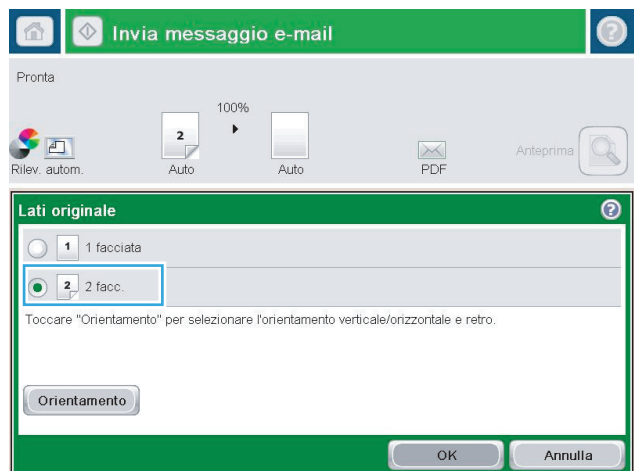 Invia messaggio e-mail
?
Pronta
100%
2
Rilev. autom.
Auto
Auto
PDF
Anteprima
Lati originale
?
1 1 facciata
2 2 facc.
Toccare "Orientamento" per selezionare l'orientamento verticale/orizzontale e retro.
Orientamento
OK
Annulla